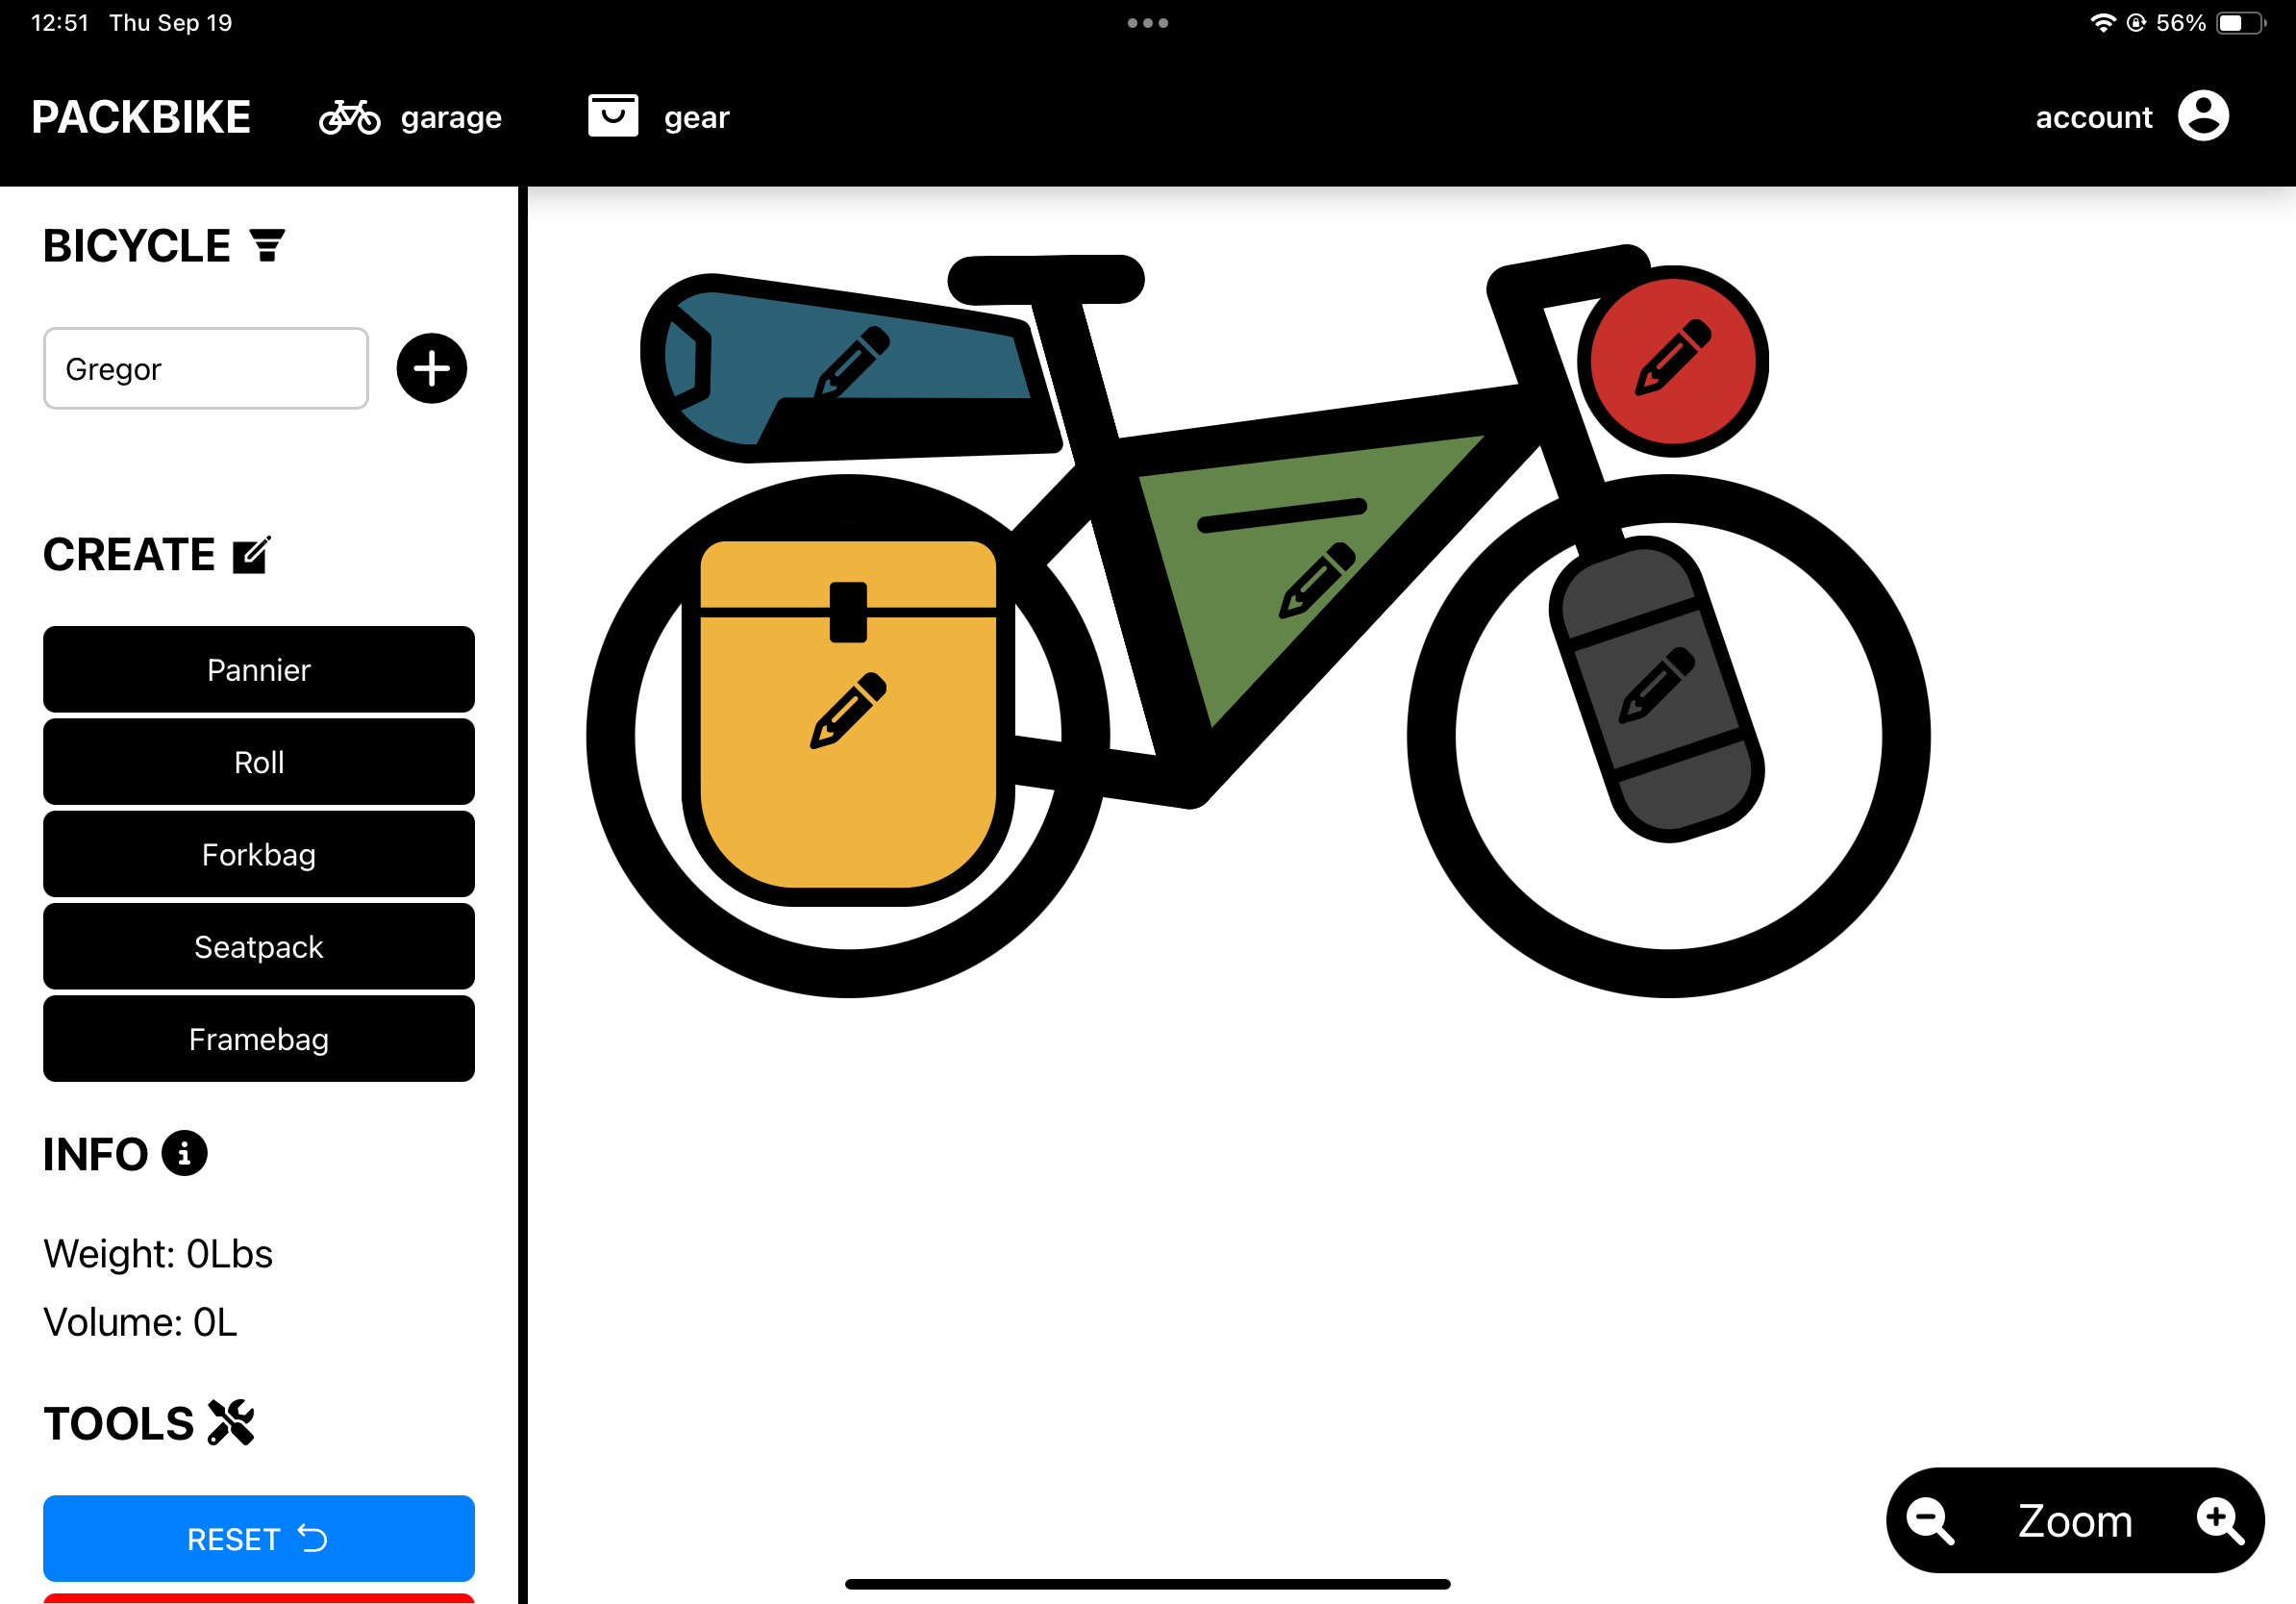 12:51 Thu Sep 19
56%
PACKBIKE garage gear account
BICYCLE
Gregor
CREATE
Pannier
Roll
Forkbag
Seatpack
Framebag
INFO
Weight: 0Lbs
Volume: 0L
TOOLS
RESET
Zoom